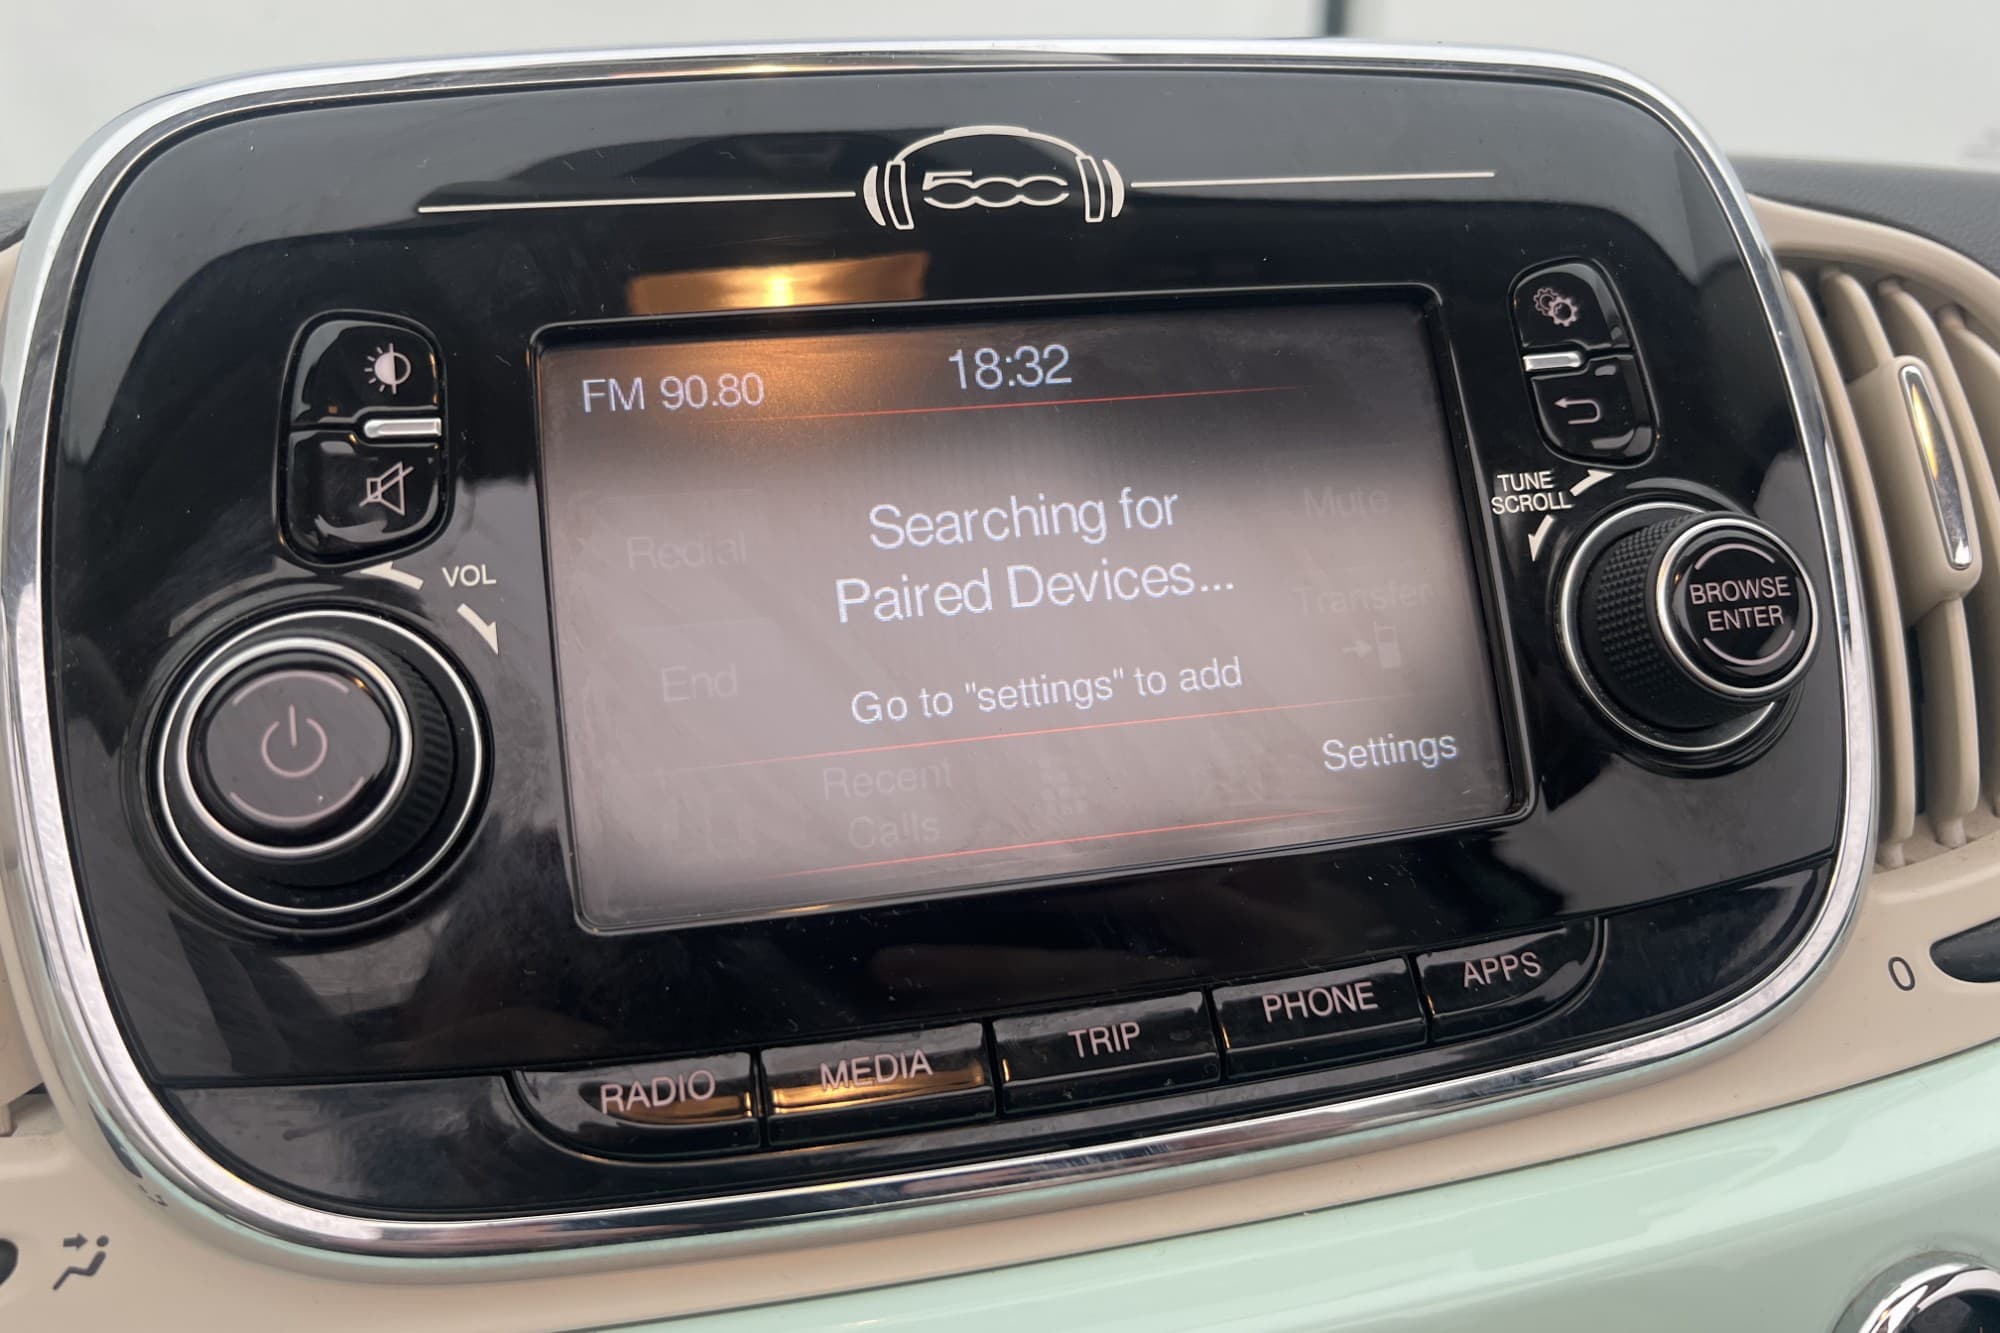 500
FM 90.80
18:32
Redial
Searching for
Mute
Paired Devices...
Transfer
End
Go to "settings" to add
Settings
Recent
Calls
VOL
TUNE
SCROLL
BROWSE
ENTER
RADIO
MEDIA
TRIP
PHONE
APPS
0